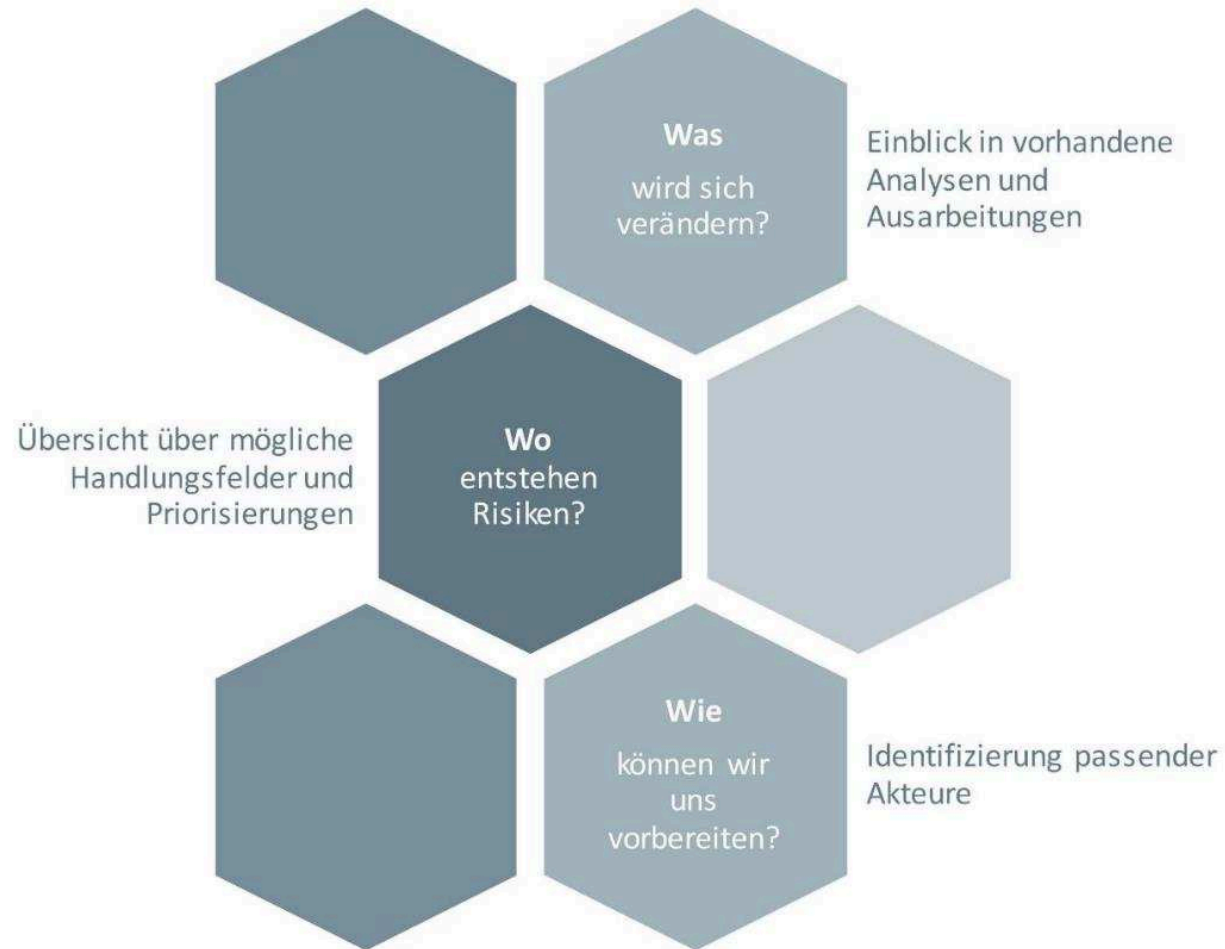 Was
wird sich
verändern?
Einblick in vorhandene
Analysen und
Ausarbeitungen
Übersicht über mögliche
Handlungsfelder und
Priorisierungen
Wo
entstehen
Risiken?
Wie
können wir
uns
vorbereiten?
Identifizierung passender
Akteure